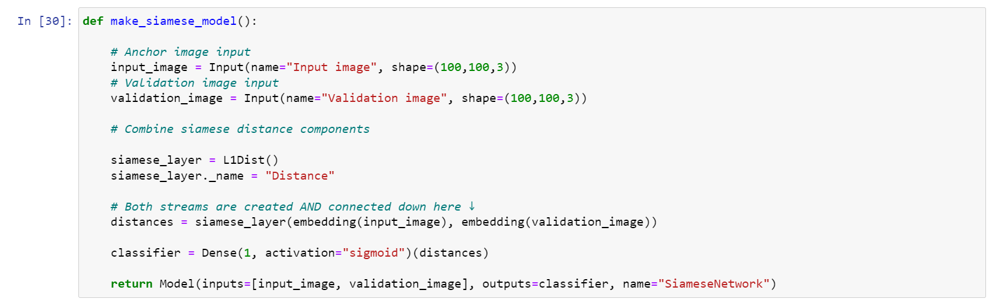 In [30]: def make_siamese_model():
# Anchor image input
input_image = Input(name="Input image", shape=(100,100,3))
# Validation image input
validation_image = Input(name="Validation image", shape=(100,100,3))
# Combine siamese distance components
siamese_layer = L1Dist()
siamese_layer._name = "Distance"
# Both streams are created AND connected down here ↓
distances = siamese_layer(embedding(input_image), embedding(validation_image))
classifier = Dense(1, activation="sigmoid")(distances)
return Model(inputs=[input_image, validation_image], outputs=classifier, name="SiameseNetwork")